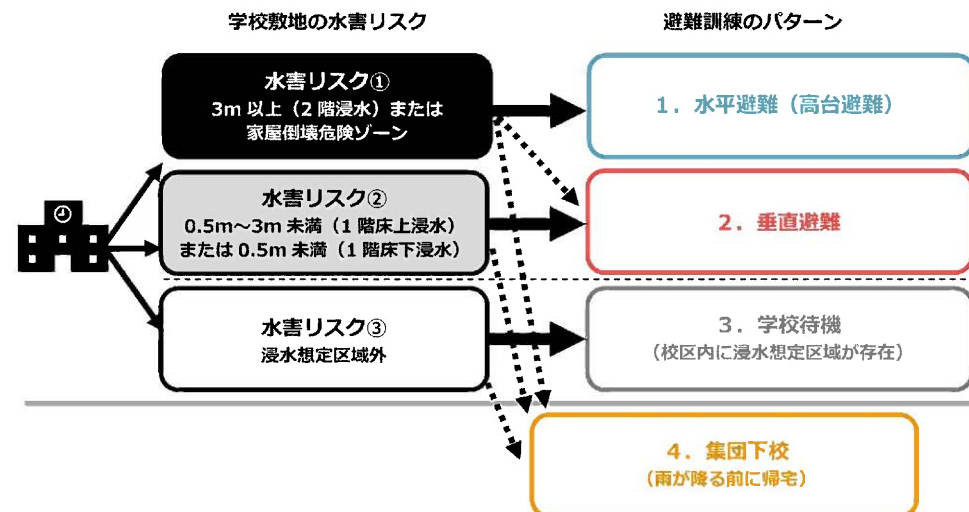 学校敷地の水害リスク
避難訓練のパターン
水害リスク①
3m 以上（2 階浸水）または
家屋倒壊危険ゾーン
1．水平避難（高台避難）
水害リスク②
0.5m～3m 未満（1 階床上浸水）
または 0.5m 未満（1 階床下浸水）
2．垂直避難
水害リスク③
浸水想定区域外
3．学校待機
（校区内に浸水想定区域が存在）
4．集団下校
（雨が降る前に帰宅）